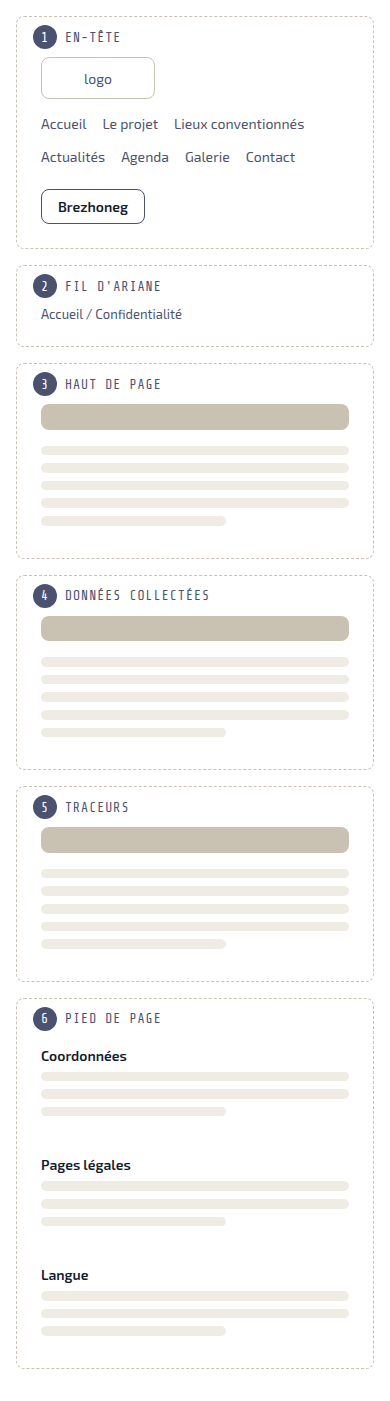 1 EN-TÊTE
logo
Accueil Le projet Lieux conventionnés
Actualités Agenda Galerie Contact
Brezhoneg
2 FIL D'ARIANE
Accueil / Confidentialité
3 HAUT DE PAGE
4 DONNÉES COLLECTÉES
5 TRACEURS
6 PIED DE PAGE
Coordonnées
Pages légales
Langue